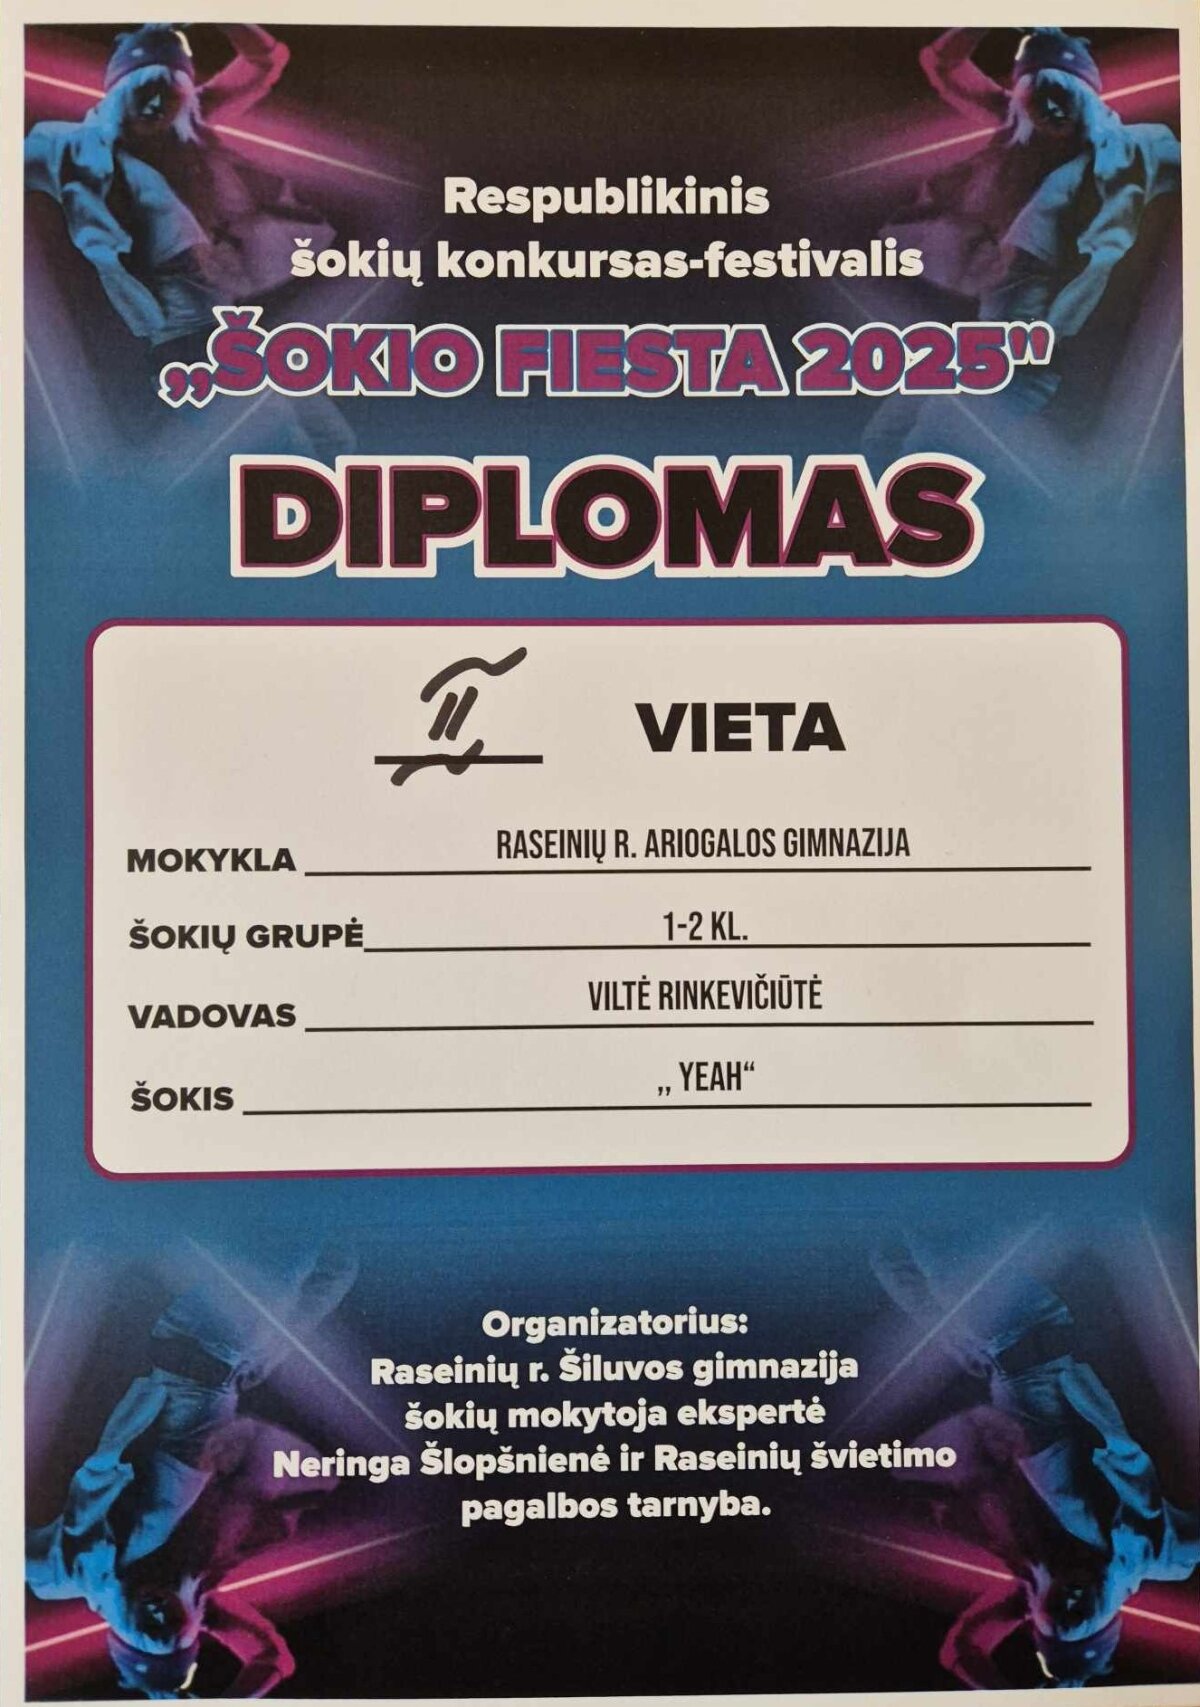 Respublikinis
šokių konkursas-festivalis
„ŠOKIO FIESTA 2025"
DIPLOMAS
II VIETA
MOKYKLA RASEINIŲ R. ARIOGALOS GIMNAZIJA
ŠOKIŲ GRUPĖ 1-2 KL.
VADOVAS VILTĖ RINKEVIČIŪTĖ
ŠOKIS „ YEAH“
Organizatorius:
Raseinių r. Šiluvos gimnazija
šokių mokytoja ekspertė
Neringa Šlopšnienė ir Raseinių švietimo
pagalbos tarnyba.